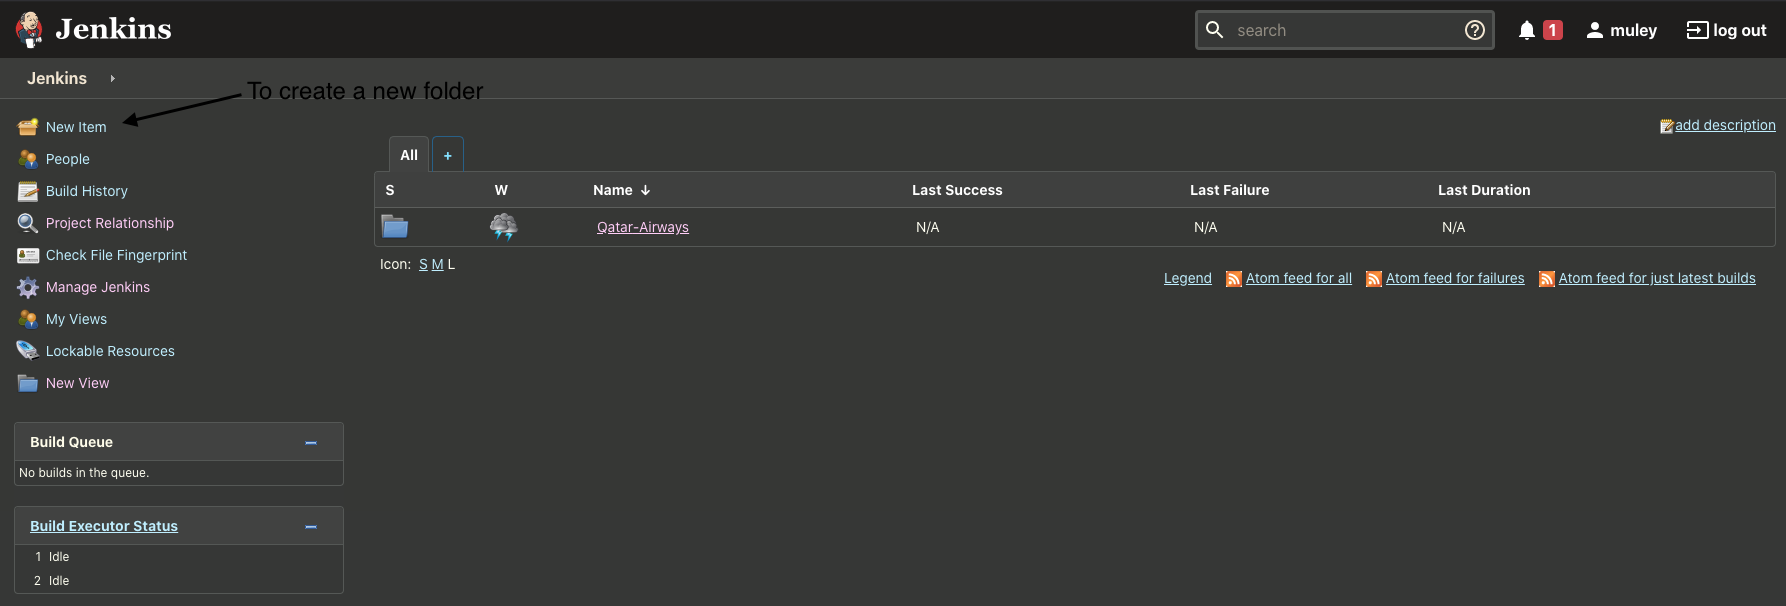 Jenkins
search
1
muley
log out
Jenkins
To create a new folder
New Item
People
Build History
Project Relationship
Check File Fingerprint
Manage Jenkins
My Views
Lockable Resources
New View
Build Queue
No builds in the queue.
Build Executor Status
1 Idle
2 Idle
add description
All +
S W Name ↓ Last Success Last Failure Last Duration
Qatar-Airways N/A N/A N/A
Icon: S M L
Legend Atom feed for all Atom feed for failures Atom feed for just latest builds